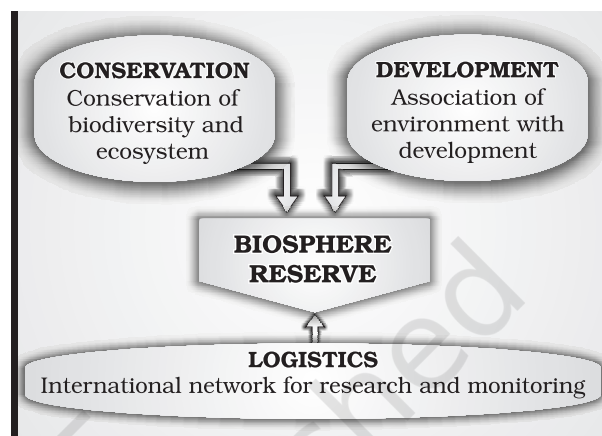 CONSERVATION
Conservation of
biodiversity and
ecosystem
DEVELOPMENT
Association of
environment with
development
BIOSPHERE
RESERVE
LOGISTICS
International network for research and monitoring